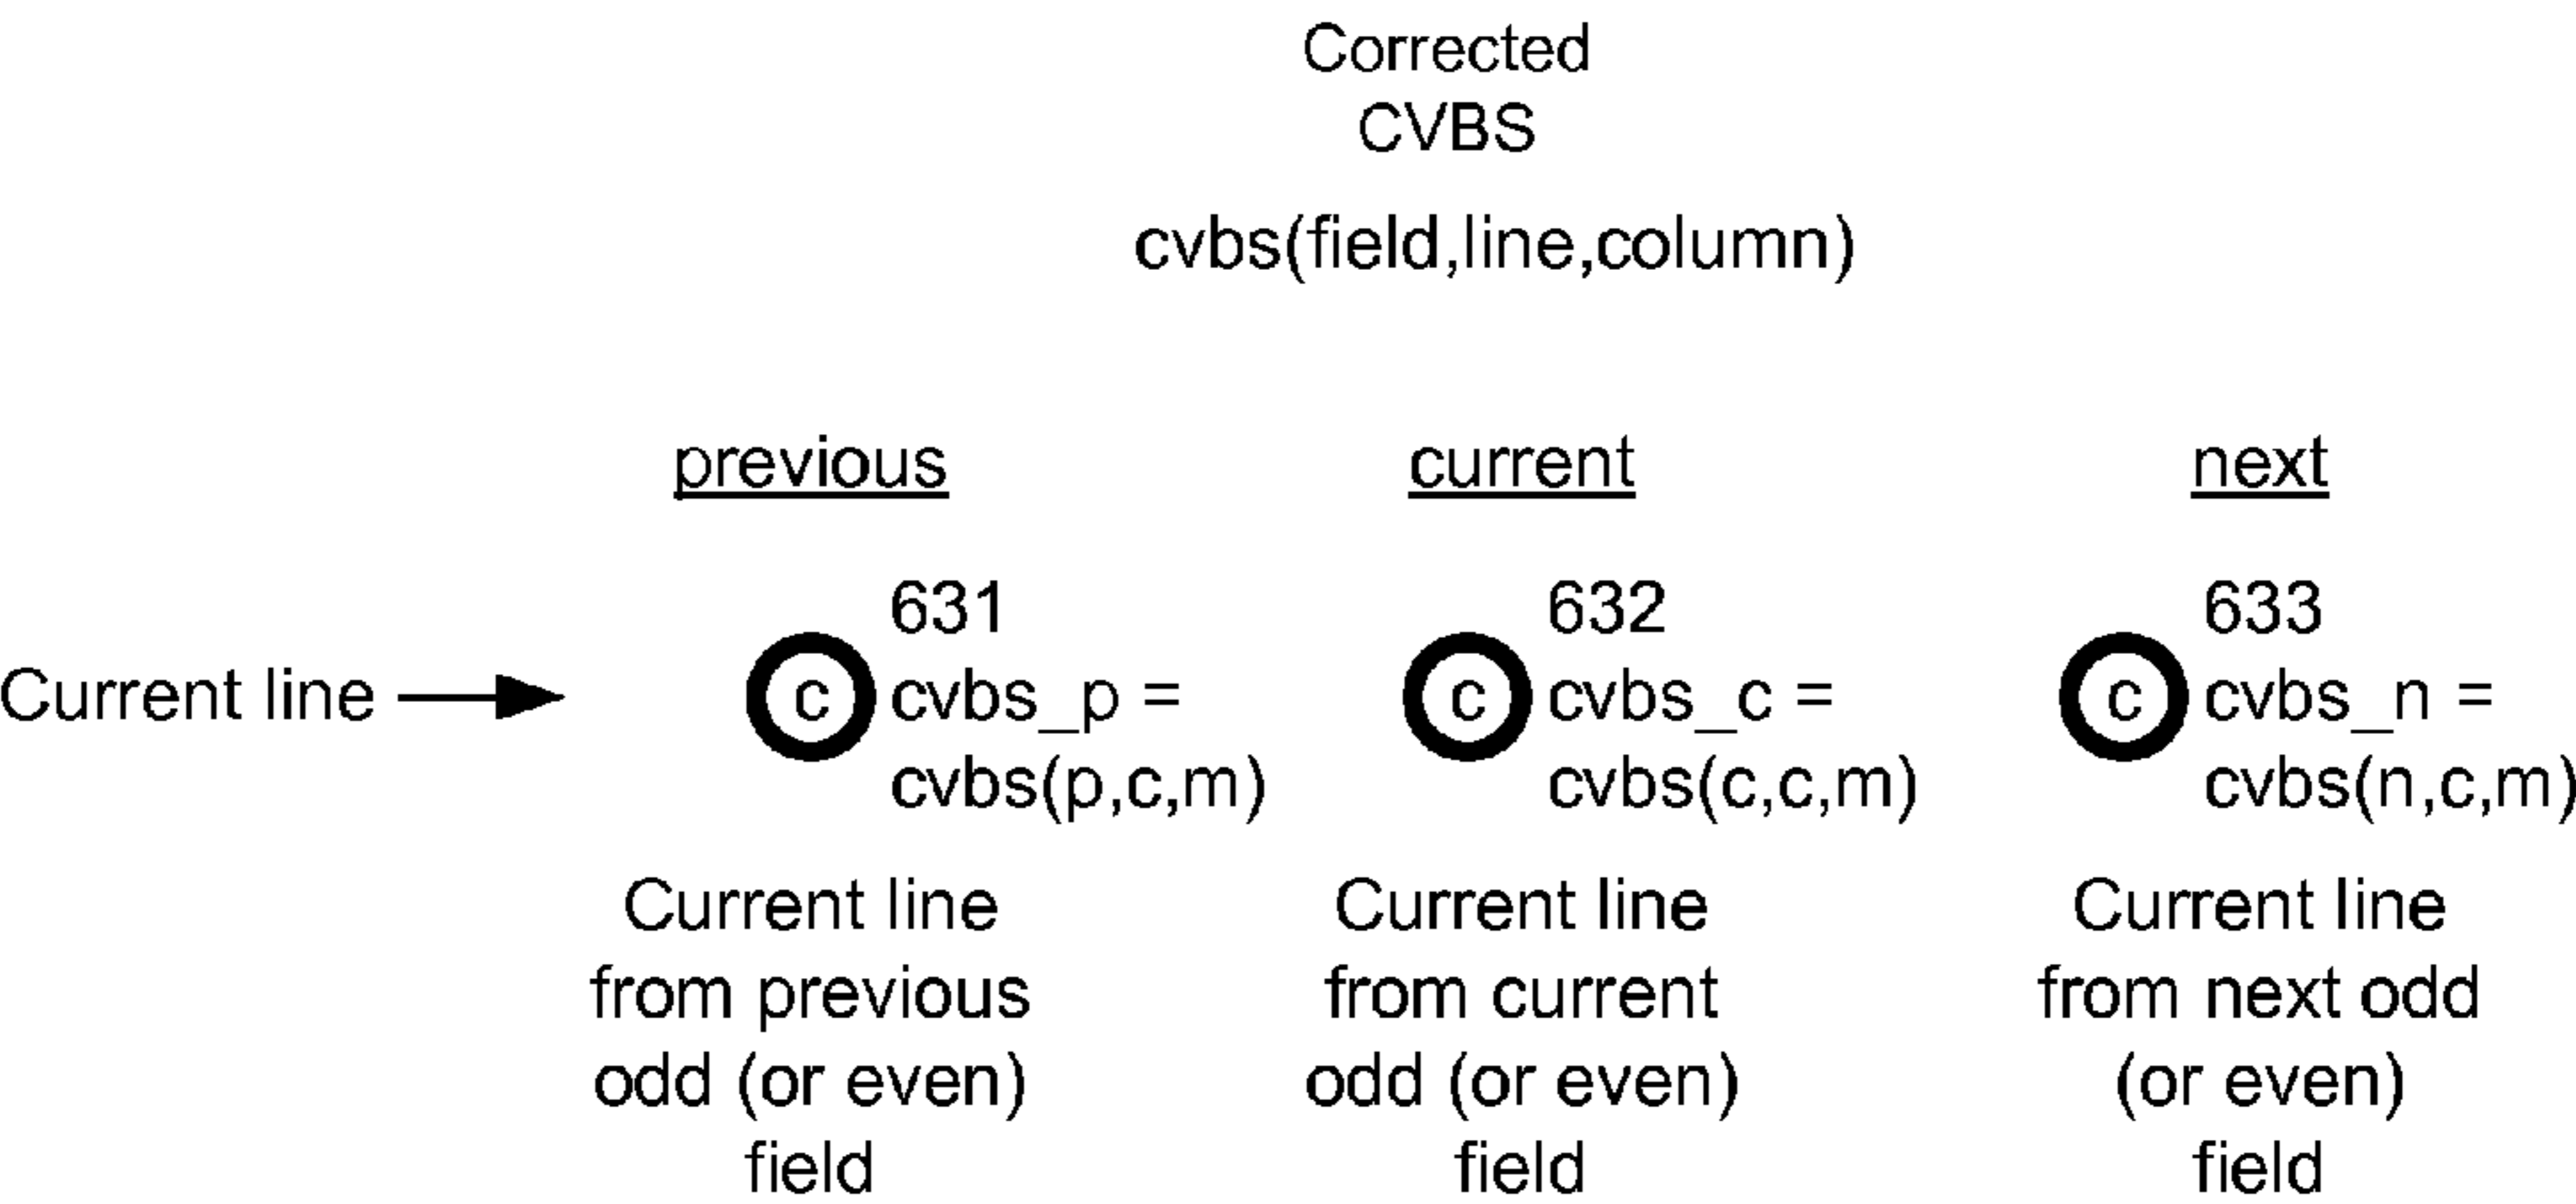 Corrected
CVBS
cvbs(field,line,column)
previous
current
next
Current line
631
c
cvbs_p =
cvbs(p,c,m)
Current line
from previous
odd (or even)
field
632
c
cvbs_c =
cvbs(c,c,m)
Current line
from current
odd (or even)
field
633
c
cvbs_n =
cvbs(n,c,m)
Current line
from next odd
(or even)
field